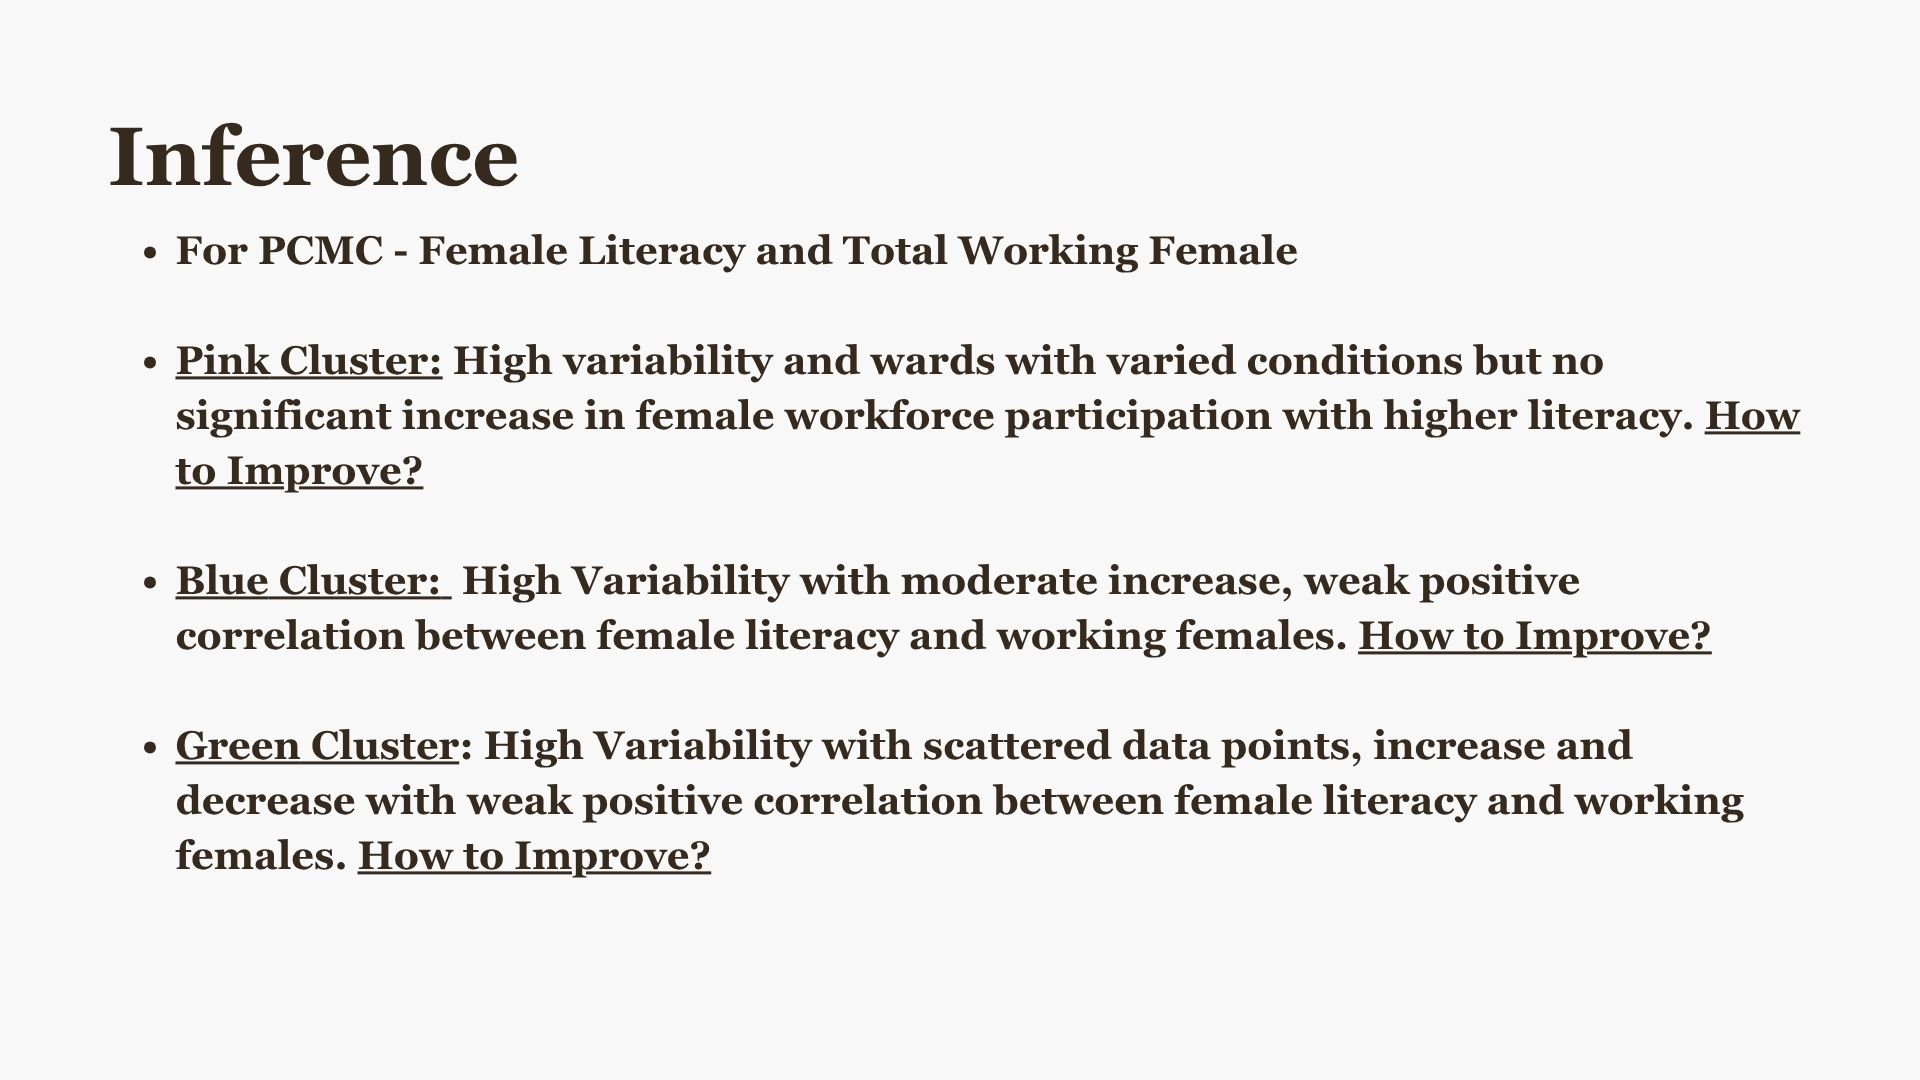 Inference
• For PCMC - Female Literacy and Total Working Female
• Pink Cluster: High variability and wards with varied conditions but no
significant increase in female workforce participation with higher literacy. How
to Improve?
• Blue Cluster:  High Variability with moderate increase, weak positive
correlation between female literacy and working females. How to Improve?
• Green Cluster: High Variability with scattered data points, increase and
decrease with weak positive correlation between female literacy and working
females. How to Improve?